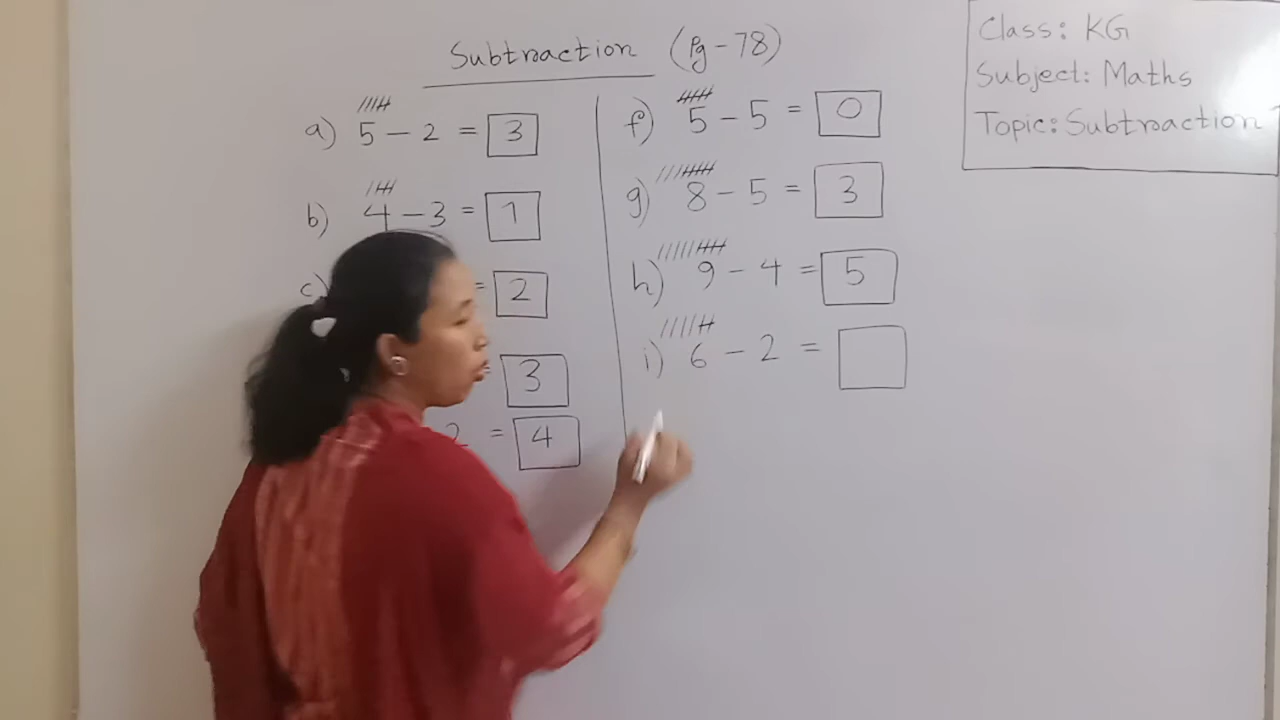 Subtraction (Pg-78)
Class: KG
Subject: Maths
Topic: Subtraction
a) 5 - 2 = 3
b) 4 - 3 = 1
c) = 2
= 3
2 = 4
f) 5 - 5 = 0
g) 8 - 5 = 3
h) 9 - 4 = 5
i) 6 - 2 =